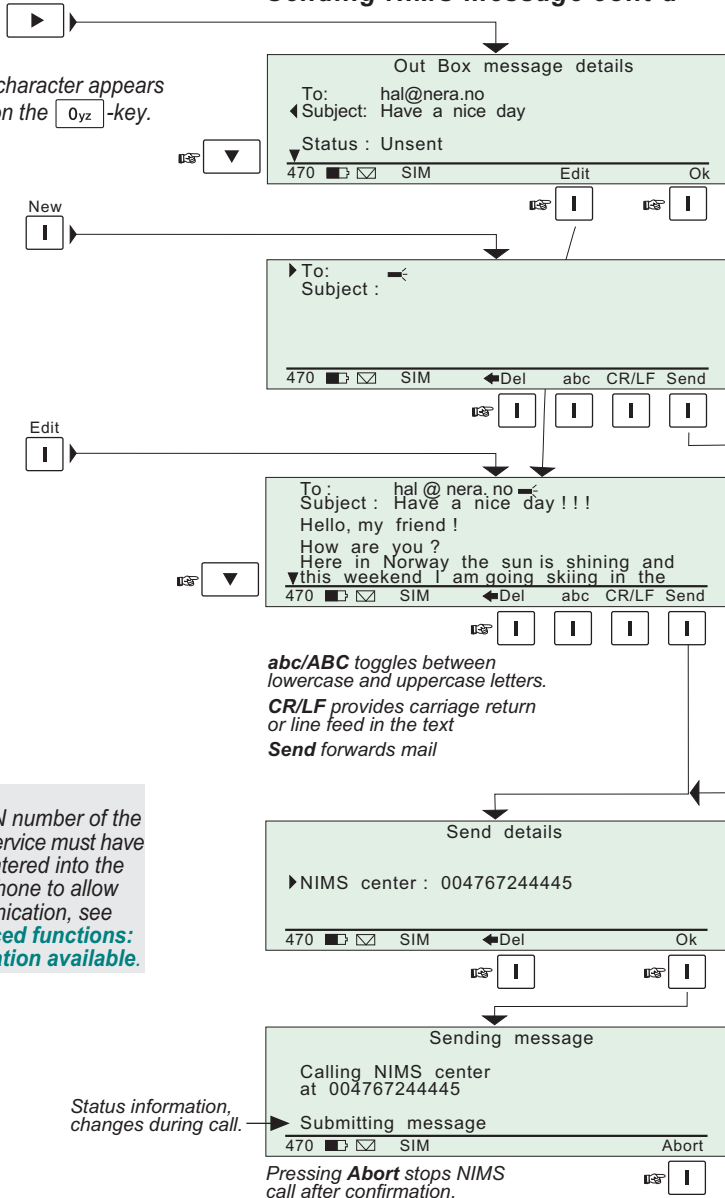 Sending NIMS message cont'd
character appears
on the 0yz -key.
Out Box message details
To: hal@nera.no
Subject: Have a nice day
Status : Unsent
470 SIM Edit Ok
New
To:
Subject :
470 SIM Del abc CR/LF Send
Edit
To : hal @ nera. no
Subject : Have a nice day ! ! !
Hello, my friend !
How are you ?
Here in Norway the sun is shining and
this weekend I am going skiing in the
470 SIM Del abc CR/LF Send
abc/ABC toggles between
lowercase and uppercase letters.
CR/LF provides carriage return
or line feed in the text
Send forwards mail
N number of the
ervice must have
tered into the
hone to allow
nication, see
ced functions:
ation available.
Send details
NIMS center : 004767244445
470 SIM Del Ok
Sending message
Calling NIMS center
at 004767244445
Status information,
changes during call.
Submitting message
470 SIM Abort
Pressing Abort stops NIMS
call after confirmation.